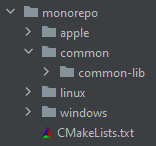 monorepo
apple
common
common-lib
linux
windows
CMakeLists.txt